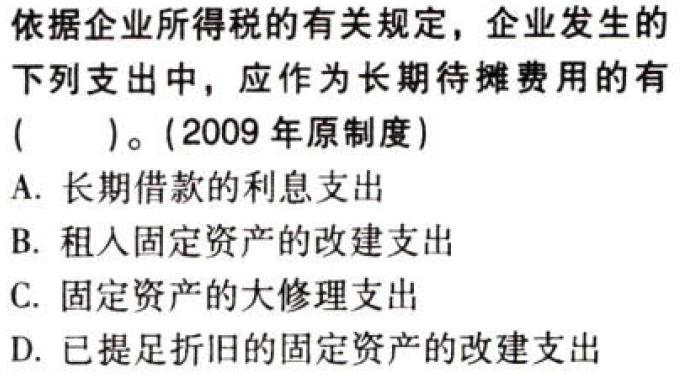 依据企业所得税的有关规定，企业发生的
下列支出中，应作为长期待摊费用的有
(　　)。(2009 年原制度)
A. 长期借款的利息支出
B. 租入固定资产的改建支出
C. 固定资产的大修理支出
D. 已提足折旧的固定资产的改建支出